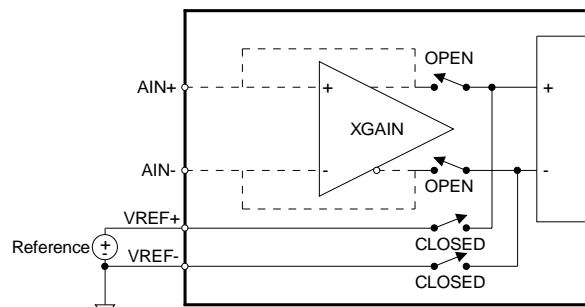 OPEN
AIN+
+
+
XGAIN
AIN-
-
-
OPEN
VREF+
CLOSED
Reference
+
-
VREF-
CLOSED